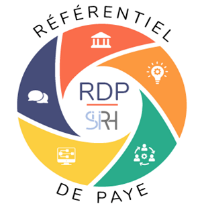 RÉFÉRENTIEL
RDP
SIRH
DE PAYE